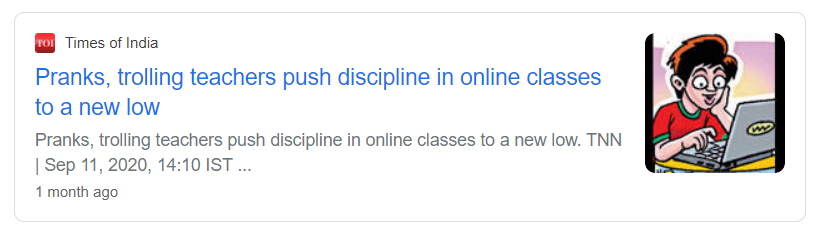 TOI Times of India
Pranks, trolling teachers push discipline in online classes
to a new low
Pranks, trolling teachers push discipline in online classes to a new low. TNN
| Sep 11, 2020, 14:10 IST ...
1 month ago